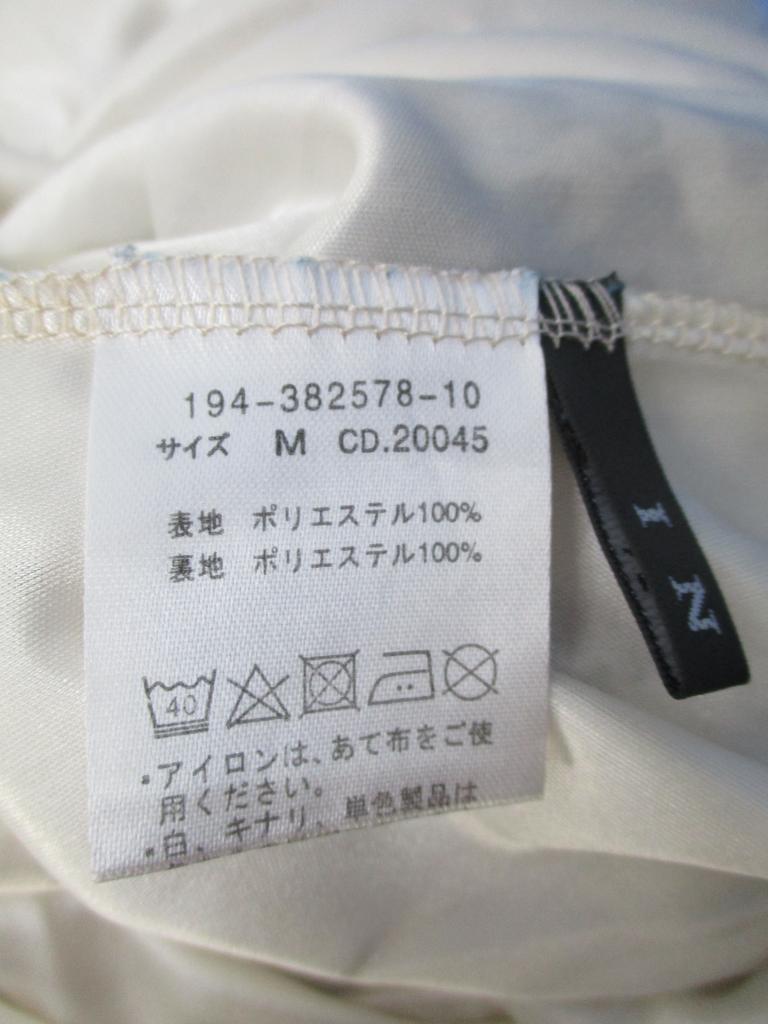 194-382578-10
サイズ M CD.20045
表地 ポリエステル100%
裏地 ポリエステル100%
40
・アイロンは、あて布をご使
用ください。
・白、キナリ、単色製品は
I N